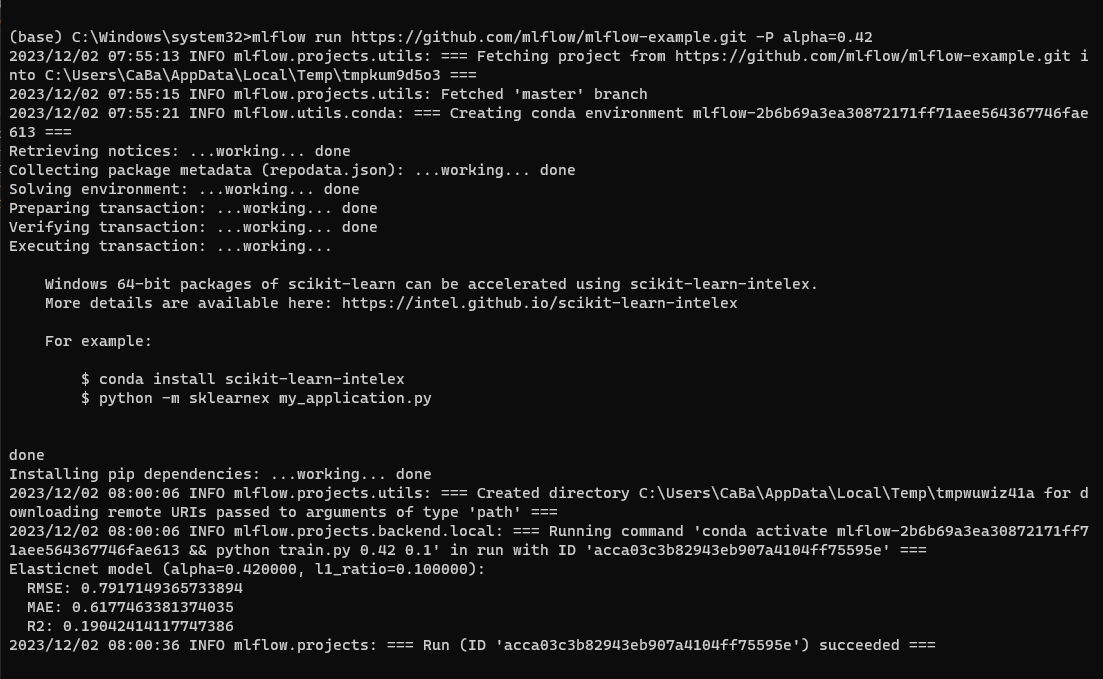 (base) C:\Windows\system32>mlflow run https://github.com/mlflow/mlflow-example.git -P alpha=0.42
2023/12/02 07:55:13 INFO mlflow.projects.utils: === Fetching project from https://github.com/mlflow/mlflow-example.git i
nto C:\Users\CaBa\AppData\Local\Temp\tmpkum9d5o3 ===
2023/12/02 07:55:15 INFO mlflow.projects.utils: Fetched 'master' branch
2023/12/02 07:55:21 INFO mlflow.utils.conda: === Creating conda environment mlflow-2b6b69a3ea30872171ff71aee564367746fae
613 ===
Retrieving notices: ...working... done
Collecting package metadata (repodata.json): ...working... done
Solving environment: ...working... done
Preparing transaction: ...working... done
Verifying transaction: ...working... done
Executing transaction: ...working...
    Windows 64-bit packages of scikit-learn can be accelerated using scikit-learn-intelex.
    More details are available here: https://intel.github.io/scikit-learn-intelex
    For example:
        $ conda install scikit-learn-intelex
        $ python -m sklearnex my_application.py
done
Installing pip dependencies: ...working... done
2023/12/02 08:00:06 INFO mlflow.projects.utils: === Created directory C:\Users\CaBa\AppData\Local\Temp\tmpwuwiz41a for d
ownloading remote URIs passed to arguments of type 'path' ===
2023/12/02 08:00:06 INFO mlflow.projects.backend.local: === Running command 'conda activate mlflow-2b6b69a3ea30872171ff7
1aee564367746fae613 && python train.py 0.42 0.1' in run with ID 'acca03c3b82943eb907a4104ff75595e' ===
Elasticnet model (alpha=0.420000, l1_ratio=0.100000):
  RMSE: 0.7917149365733894
  MAE: 0.6177463381374035
  R2: 0.19042414117747386
2023/12/02 08:00:36 INFO mlflow.projects: === Run (ID 'acca03c3b82943eb907a4104ff75595e') succeeded ===